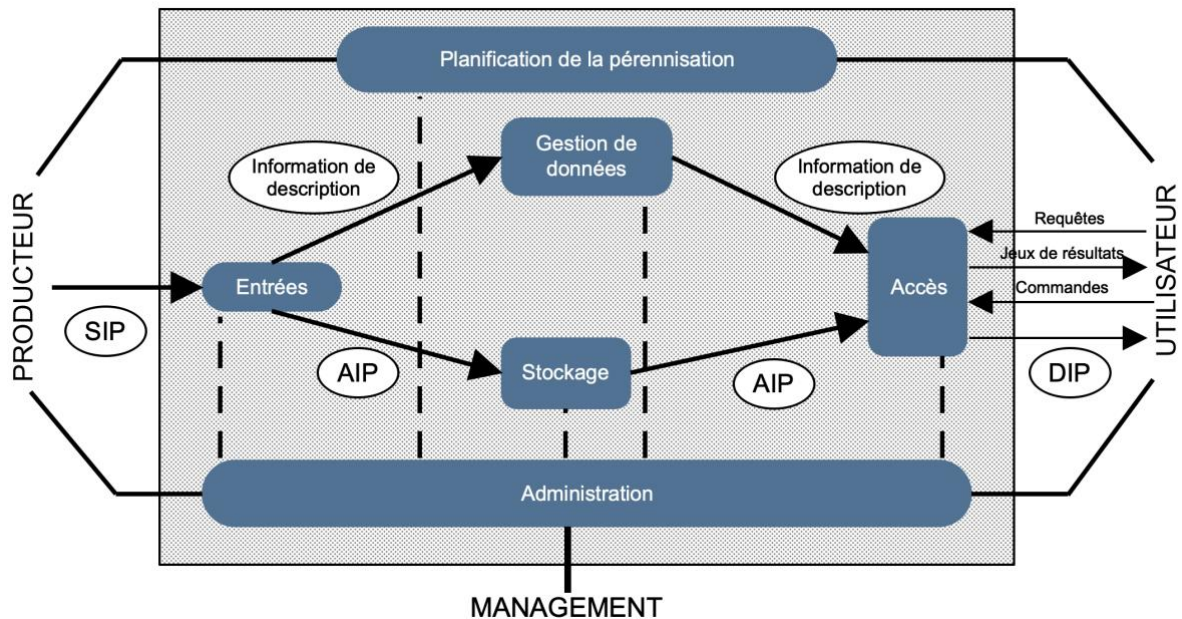 Planification de la pérennisation
Gestion de
données
Information de
description
Information de
description
Requêtes
Jeux de résultats
Commandes
PRODUCTEUR
UTILISATEUR
Entrées
Accès
SIP
AIP
Stockage
AIP
DIP
Administration
MANAGEMENT